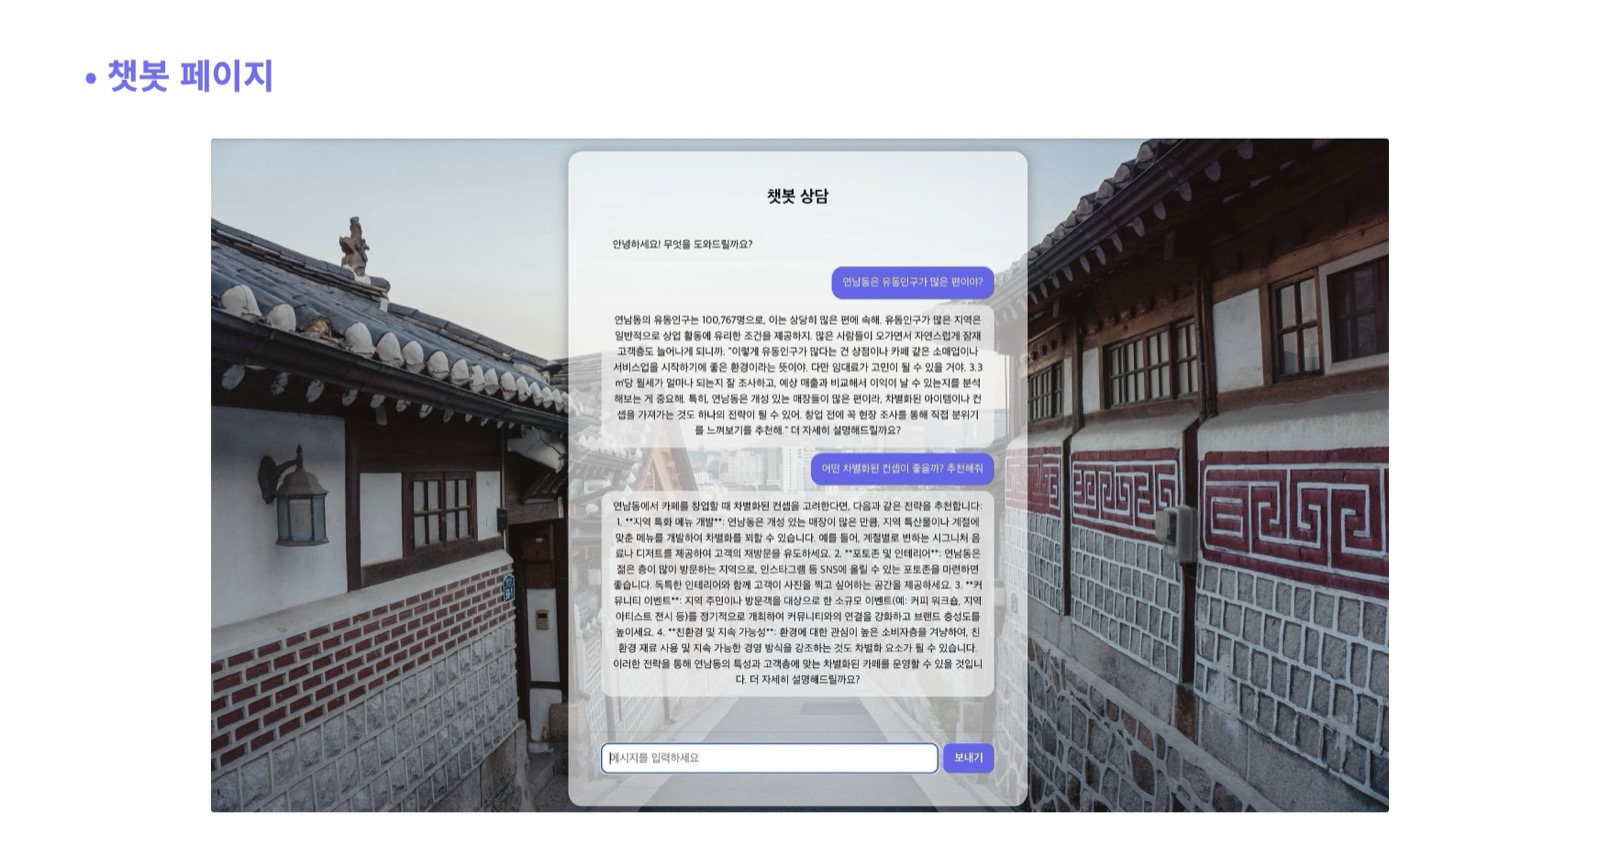 • 챗봇 페이지
챗봇 상담
안녕하세요! 무엇을 도와드릴까요?
연남동은 유동인구가 많은 편이야?
연남동의 유동인구는 100,767명으로, 이는 상당히 많은 편에 속해. 유동인구가 많은 지역은
일반적으로 상업 활동에 유리한 조건을 제공하지. 많은 사람들이 오가면서 자연스럽게 잠재
고객층도 늘어나게 되니까. "이렇게 유동인구가 많다는 건 상점이나 카페 같은 소매업이나
서비스업을 시작하기에 좋은 환경이라는 뜻이야. 다만 임대료가 고민이 될 수 있을 거야. 3.3
㎡당 월세가 얼마나 되는지 잘 조사하고, 예상 매출과 비교해서 이익이 날 수 있는지를 분석
해보는 게 중요해. 특히, 연남동은 개성 있는 매장들이 많은 편이라, 차별화된 아이템이나 컨
셉을 가져가는 것도 하나의 전략이 될 수 있어. 창업 전에 꼭 현장 조사를 통해 직접 분위기
를 느껴보기를 추천해." 더 자세히 설명해드릴까요?
어떤 차별화된 컨셉이 좋을까? 추천해줘
연남동에서 카페를 창업할 때 차별화된 컨셉을 고려한다면, 다음과 같은 전략을 추천합니다:
1. **지역 특화 메뉴 개발**: 연남동은 개성 있는 매장이 많은 만큼, 지역 특산물이나 계절에
맞춘 메뉴를 개발하여 차별화를 꾀할 수 있습니다. 예를 들어, 계절별로 변하는 시그니처 음
료나 디저트를 제공하여 고객의 재방문을 유도하세요. 2. **포토존 및 인테리어**: 연남동은
젊은 층이 많이 방문하는 지역으로, 인스타그램 등 SNS에 올릴 수 있는 포토존을 마련하면
좋습니다. 독특한 인테리어와 함께 고객이 사진을 찍고 싶어하는 공간을 제공하세요. 3. **커
뮤니티 이벤트**: 지역 주민이나 방문객을 대상으로 한 소규모 이벤트(예: 커피 워크숍, 지역
아티스트 전시 등)를 정기적으로 개최하여 커뮤니티와의 연결을 강화하고 브랜드 충성도를
높이세요. 4. **친환경 및 지속 가능성**: 환경에 대한 관심이 높은 소비자층을 겨냥하여, 친
환경 재료 사용 및 지속 가능한 경영 방식을 강조하는 것도 차별화 요소가 될 수 있습니다.
이러한 전략을 통해 연남동의 특성과 고객층에 맞는 차별화된 카페를 운영할 수 있을 것입니
다. 더 자세히 설명해드릴까요?
메시지를 입력하세요
보내기